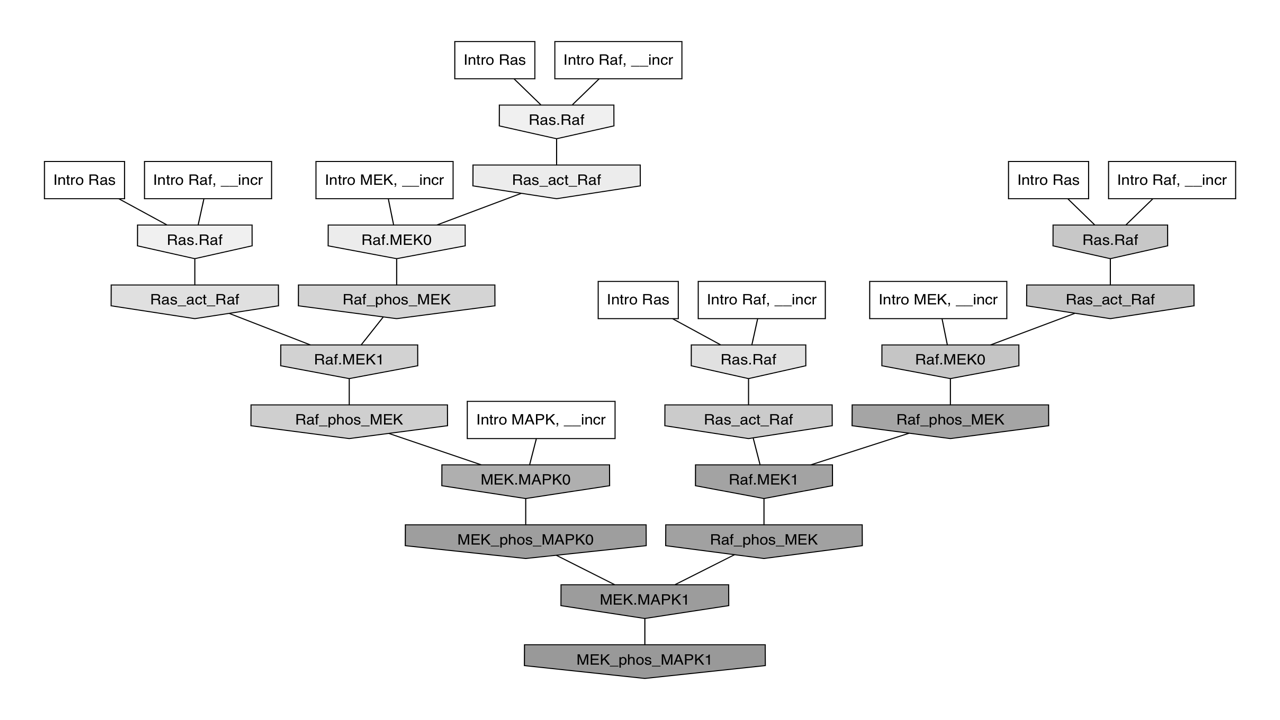 Intro Ras
Intro Raf, __incr
Ras.Raf
Intro Ras
Intro Raf, __incr
Intro MEK, __incr
Ras_act_Raf
Intro Ras
Intro Raf, __incr
Ras.Raf
Raf.MEK0
Ras.Raf
Ras_act_Raf
Raf_phos_MEK
Intro Ras
Intro Raf, __incr
Intro MEK, __incr
Ras_act_Raf
Raf.MEK1
Ras.Raf
Raf.MEK0
Raf_phos_MEK
Intro MAPK, __incr
Ras_act_Raf
Raf_phos_MEK
MEK.MAPK0
Raf.MEK1
MEK_phos_MAPK0
Raf_phos_MEK
MEK.MAPK1
MEK_phos_MAPK1